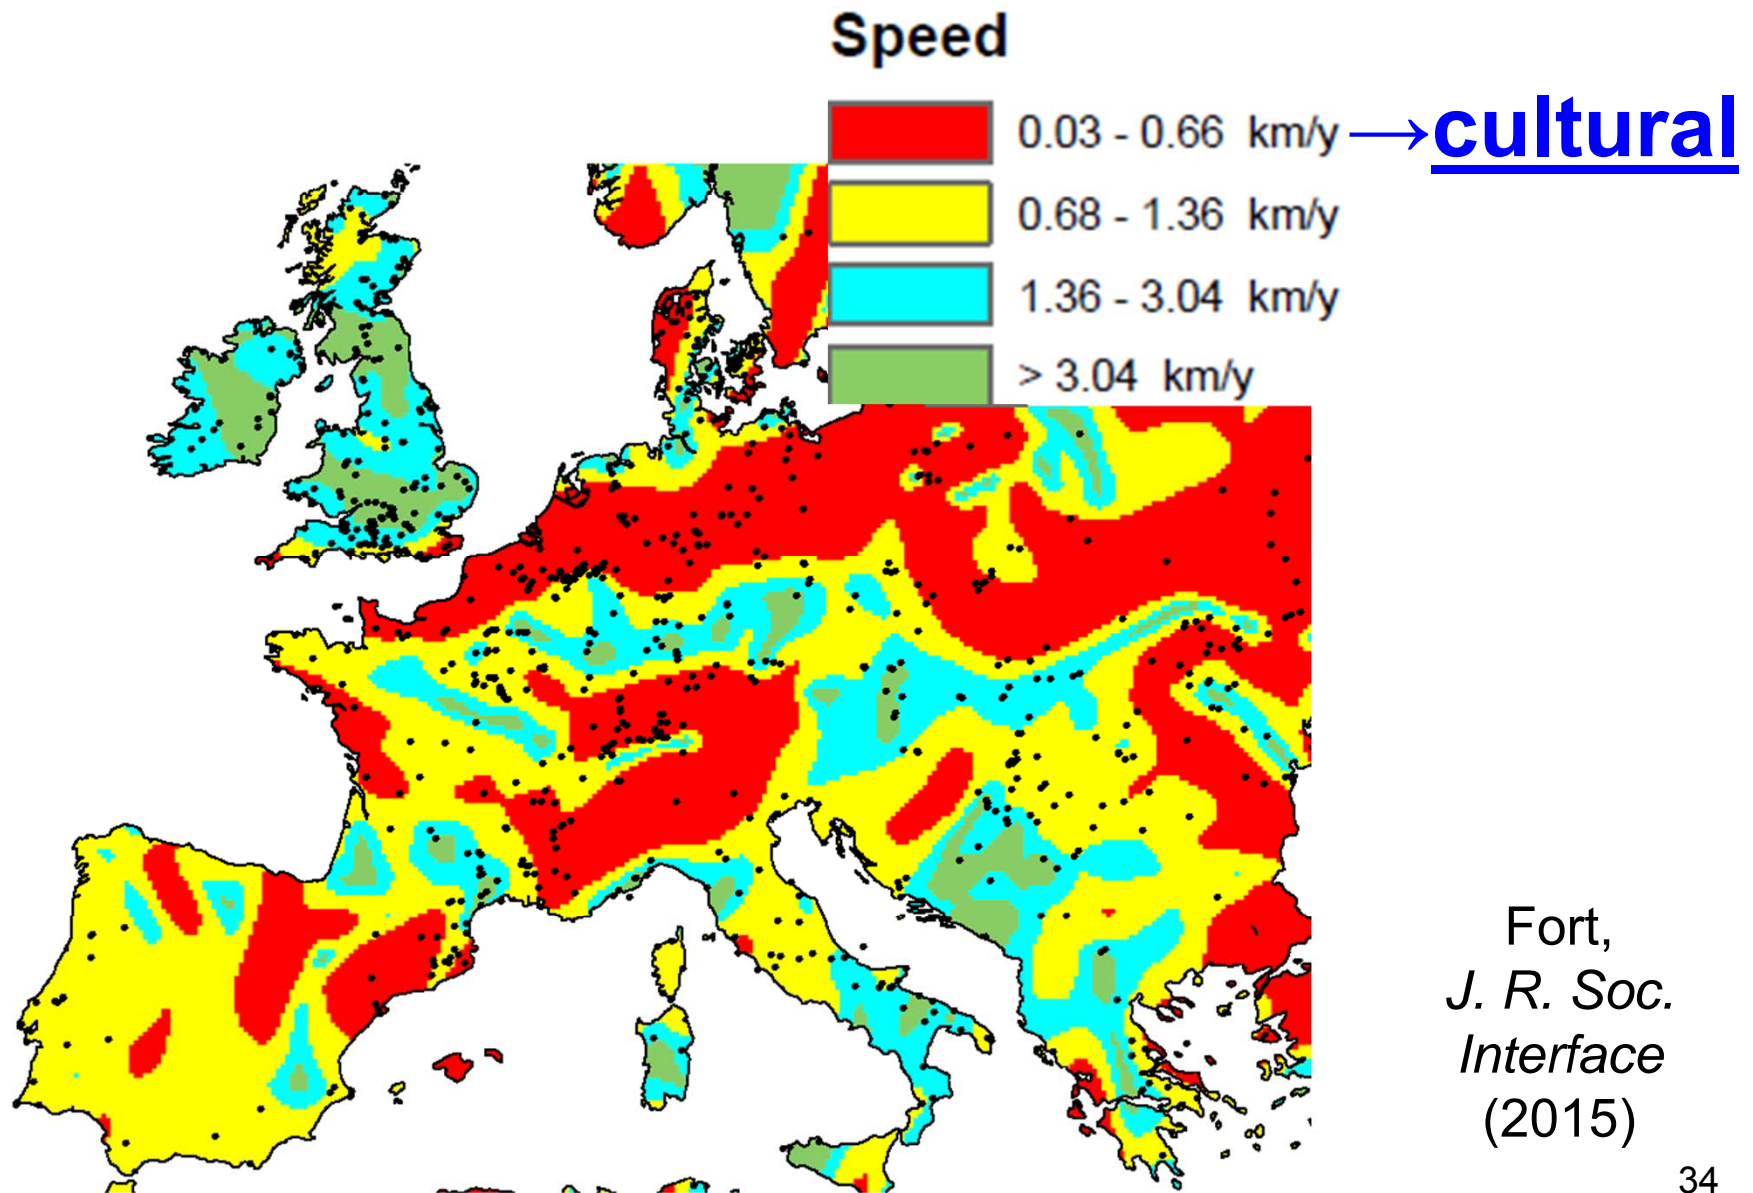 Speed
0.03 - 0.66 km/y → cultural
0.68 - 1.36 km/y
1.36 - 3.04 km/y
> 3.04 km/y
Fort,
J. R. Soc.
Interface
(2015)
34